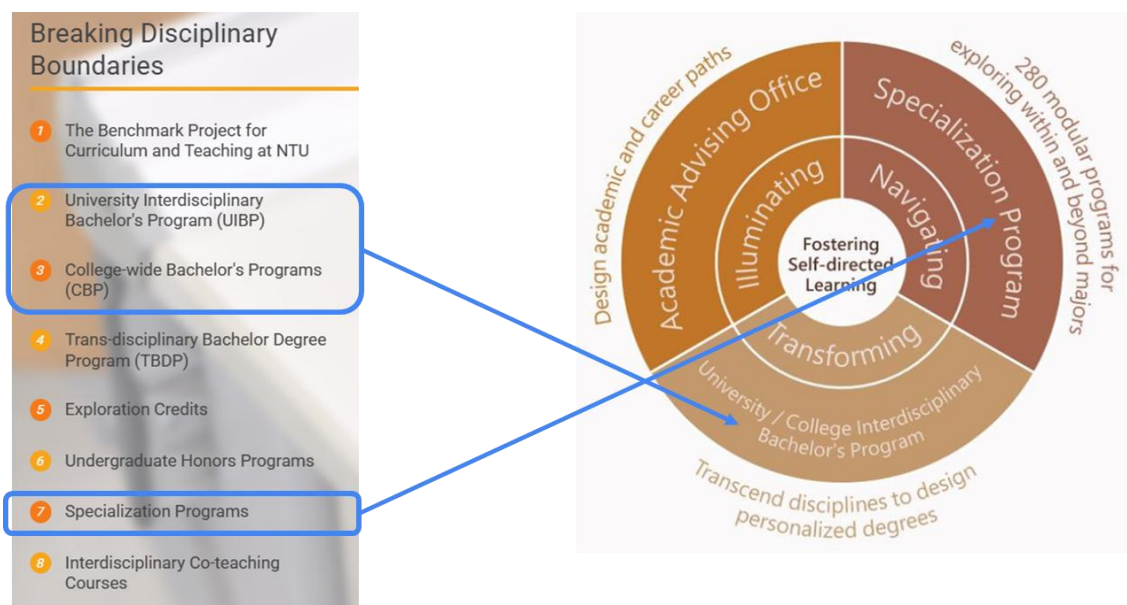 Breaking Disciplinary
Boundaries
1 The Benchmark Project for
Curriculum and Teaching at NTU
2 University Interdisciplinary
Bachelor's Program (UIBP)
3 College-wide Bachelor's Programs
(CBP)
4 Trans-disciplinary Bachelor Degree
Program (TBDP)
5 Exploration Credits
6 Undergraduate Honors Programs
7 Specialization Programs
8 Interdisciplinary Co-teaching
Courses
Design academic and career paths
Academic Advising Office
Illuminating
280 modular programs for
exploring within and beyond majors
Specialization Program
Navigating
Fostering
Self-directed
Learning
Transforming
University / College Interdisciplinary
Bachelor's Program
Transcend disciplines to design
personalized degrees